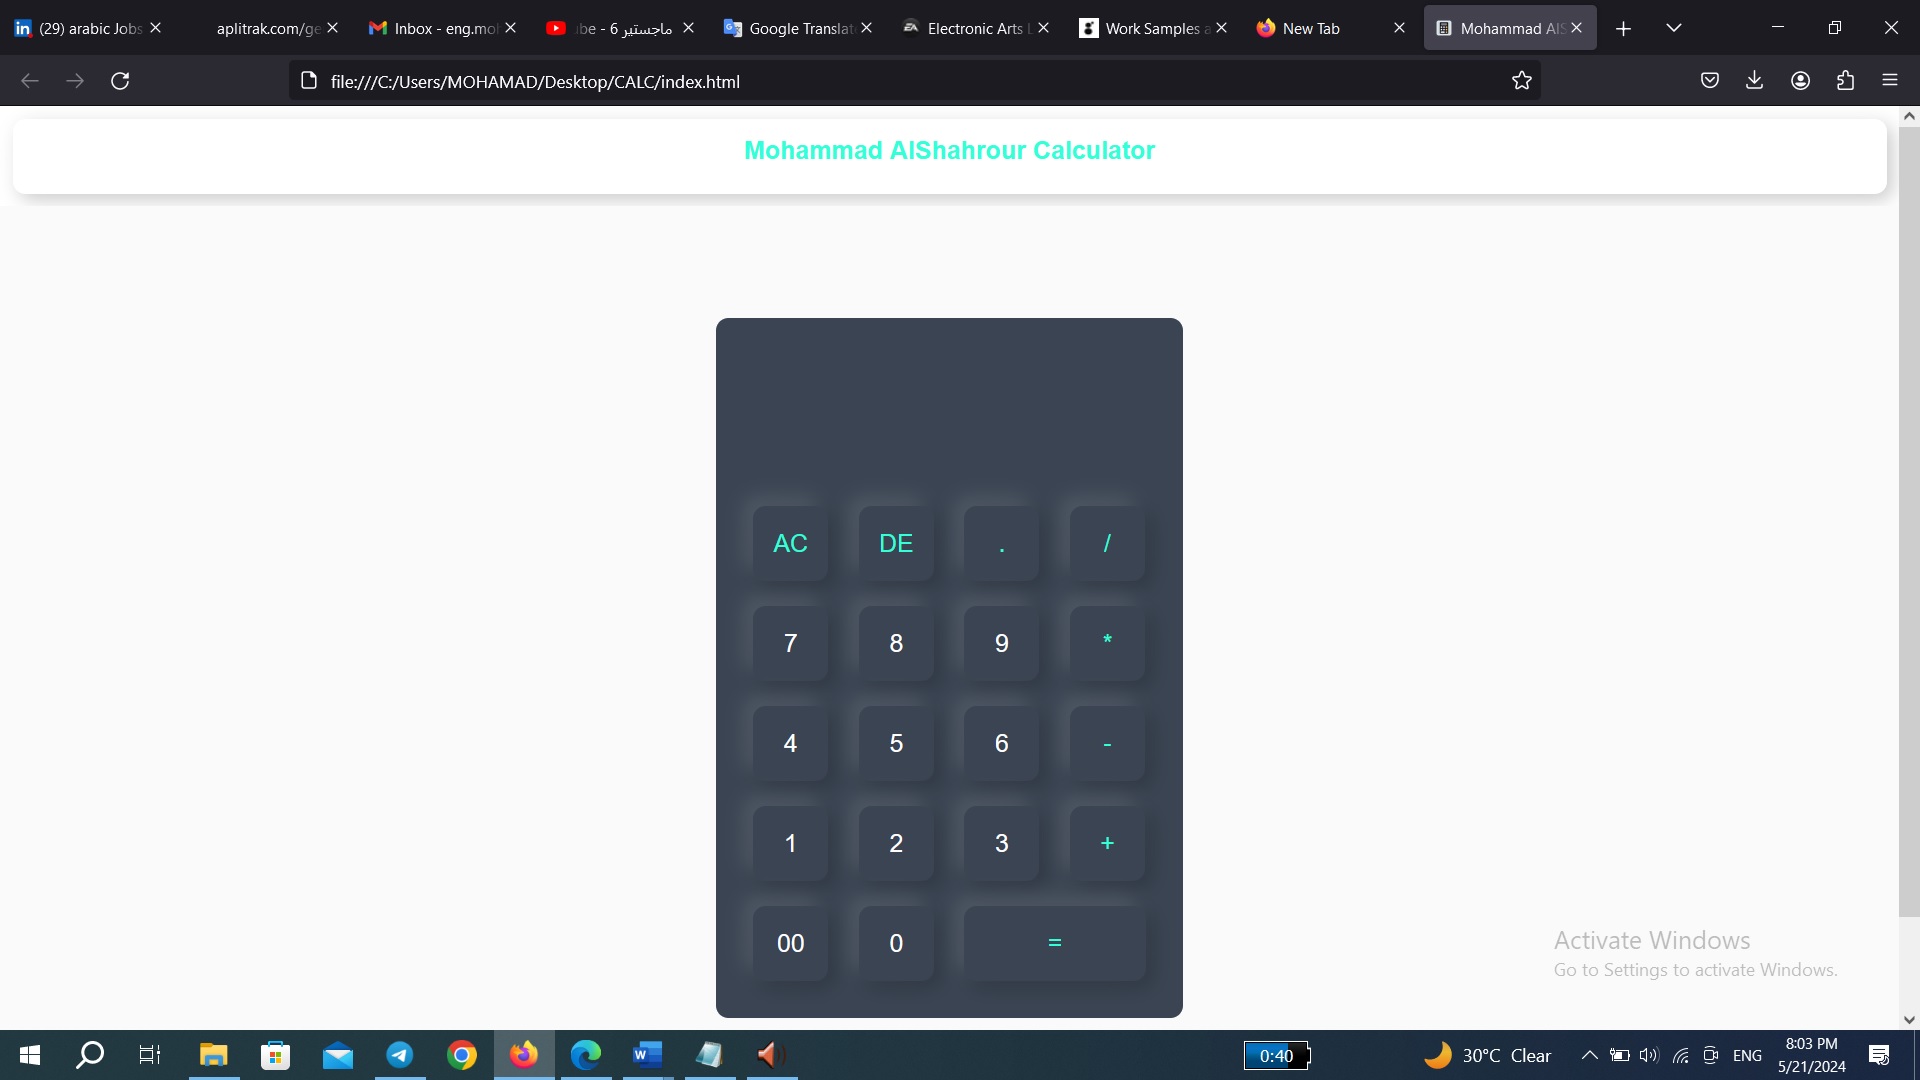 (29) arabic Jobs
aplitrak.com/ge
Inbox - eng.mo
be - 6 ماجستير
Google Translat
Electronic Arts
Work Samples a
New Tab
Mohammad AlS
file:///C:/Users/MOHAMAD/Desktop/CALC/index.html
Mohammad AlShahrour Calculator
AC DE . /
7 8 9 *
4 5 6 -
1 2 3 +
00 0 =
Activate Windows
Go to Settings to activate Windows.
0:40
30°C Clear
ENG
8:03 PM
5/21/2024